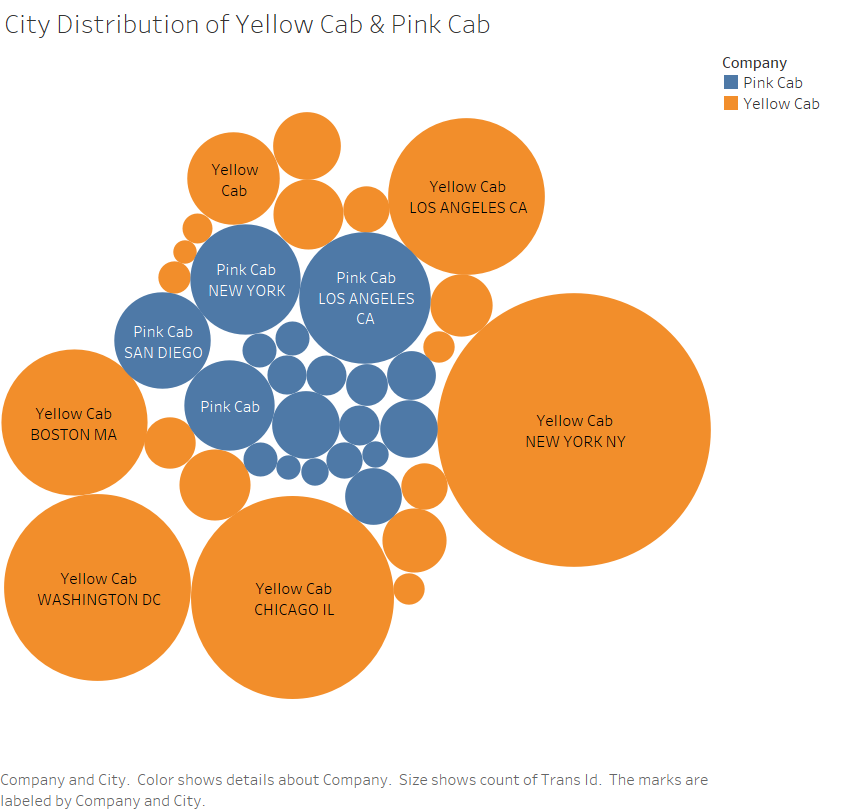 City Distribution of Yellow Cab & Pink Cab
Company
Pink Cab
Yellow Cab
Yellow
Cab
Yellow Cab
LOS ANGELES CA
Pink Cab
NEW YORK
Pink Cab
LOS ANGELES
CA
Pink Cab
SAN DIEGO
Pink Cab
Yellow Cab
BOSTON MA
Yellow Cab
NEW YORK NY
Yellow Cab
WASHINGTON DC
Yellow Cab
CHICAGO IL
Company and City.  Color shows details about Company.  Size shows count of Trans Id.  The marks are
labeled by Company and City.